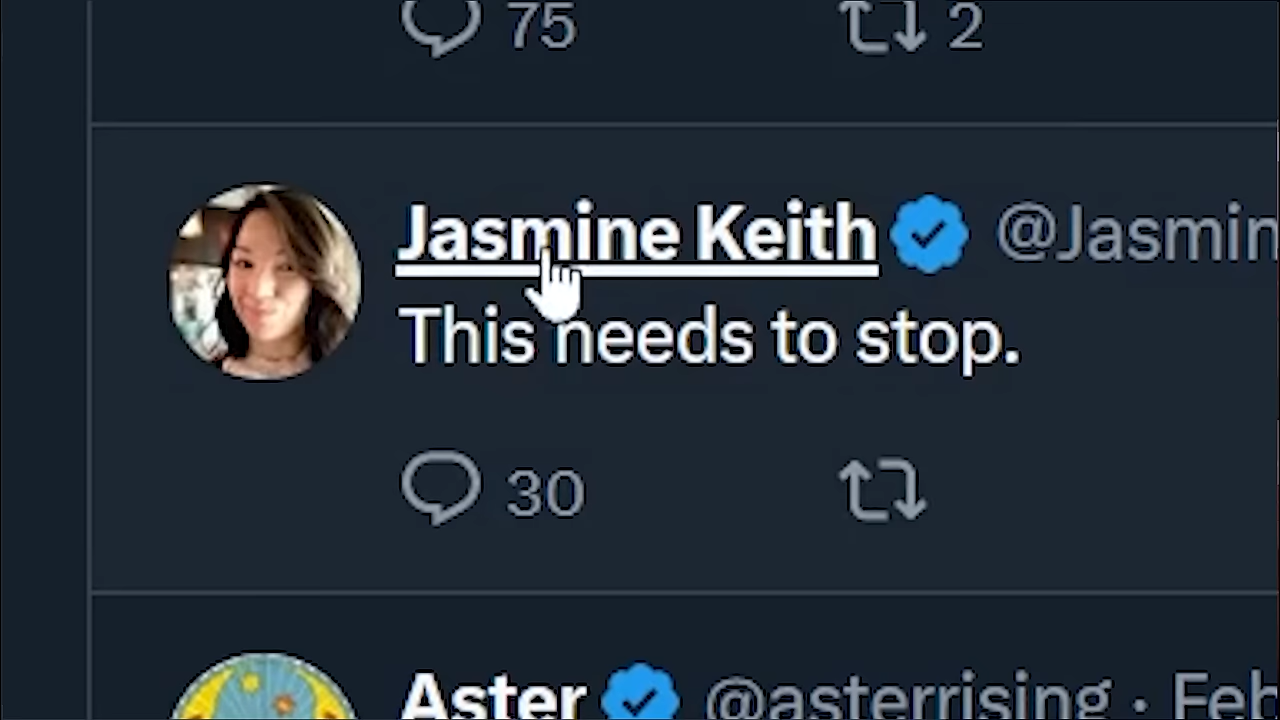 75 2
Jasmine Keith @Jasmin
This needs to stop.
30
Aster @asterrising · Feb